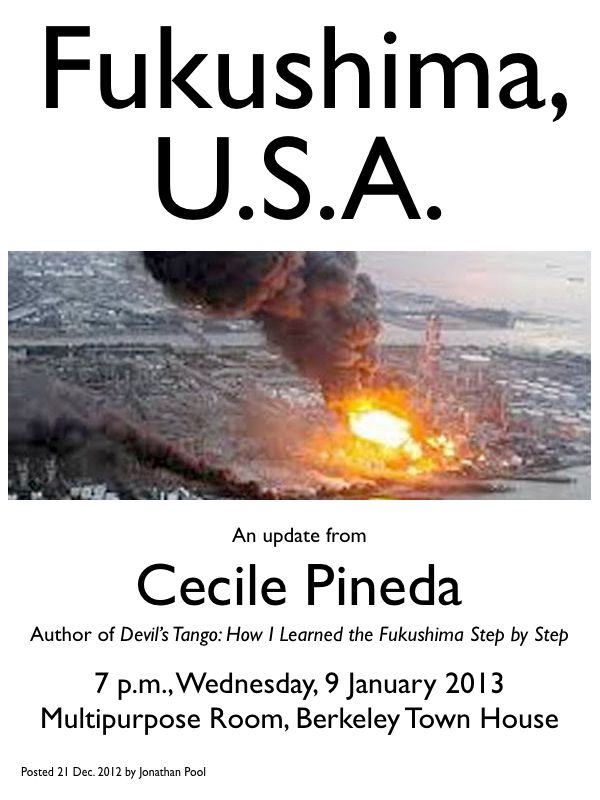 Fukushima,
U.S.A.
An update from
Cecile Pineda
Author of Devil's Tango: How I Learned the Fukushima Step by Step
7 p.m., Wednesday, 9 January 2013
Multipurpose Room, Berkeley Town House
Posted 21 Dec. 2012 by Jonathan Pool